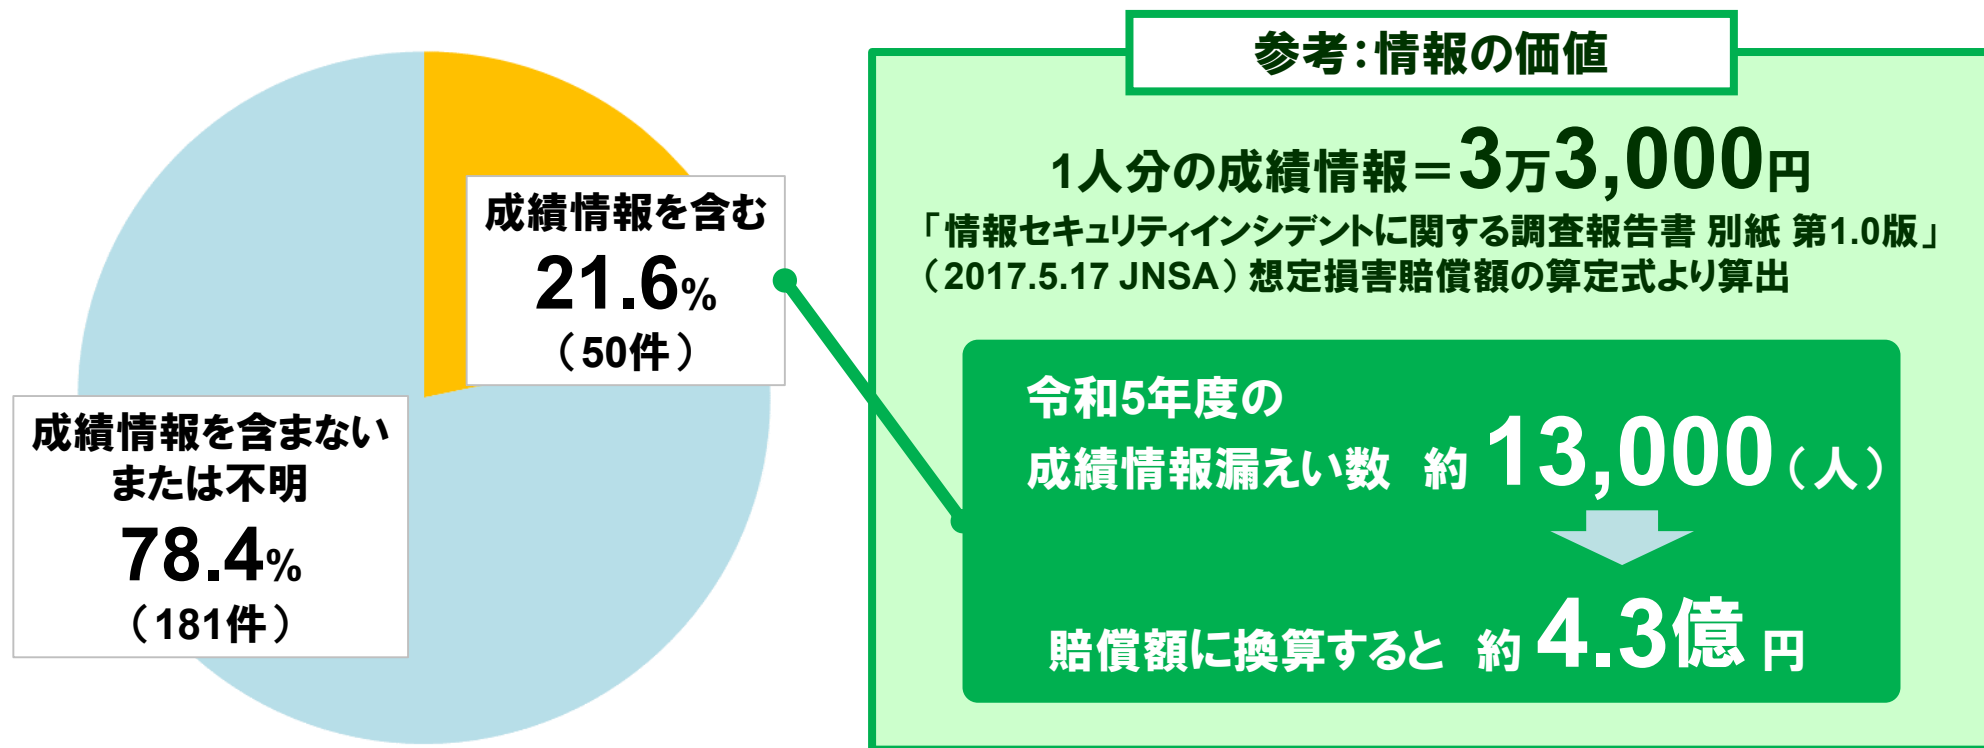 成績情報を含む
21.6%
（50件）
成績情報を含まない
または不明
78.4%
（181件）
参考：情報の価値
1人分の成績情報＝3万3,000円
「情報セキュリティインシデントに関する調査報告書 別紙 第1.0版」
（2017.5.17 JNSA）想定損害賠償額の算定式より算出
令和5年度の
成績情報漏えい数 約 13,000（人）
賠償額に換算すると 約 4.3億 円